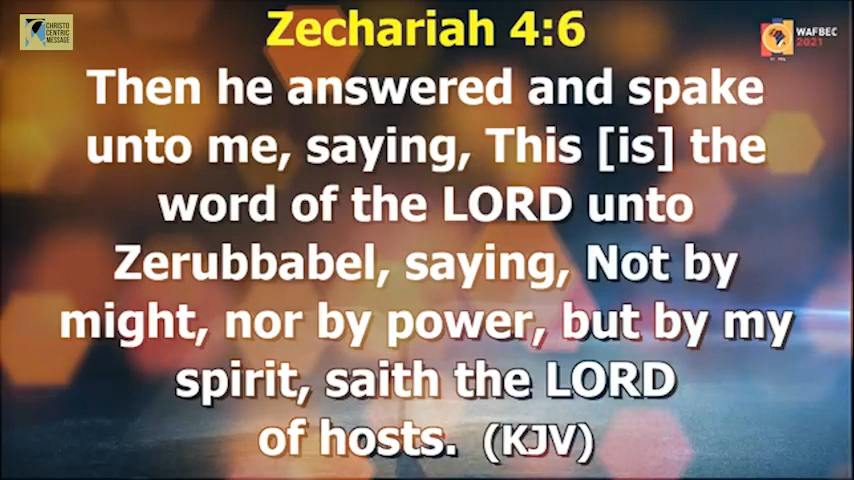 CHRISTO
CENTRIC
MESSAGE
WAFBEC
2021
Zechariah 4:6
Then he answered and spake
unto me, saying, This [is] the
word of the LORD unto
Zerubbabel, saying, Not by
might, nor by power, but by my
spirit, saith the LORD
of hosts. (KJV)